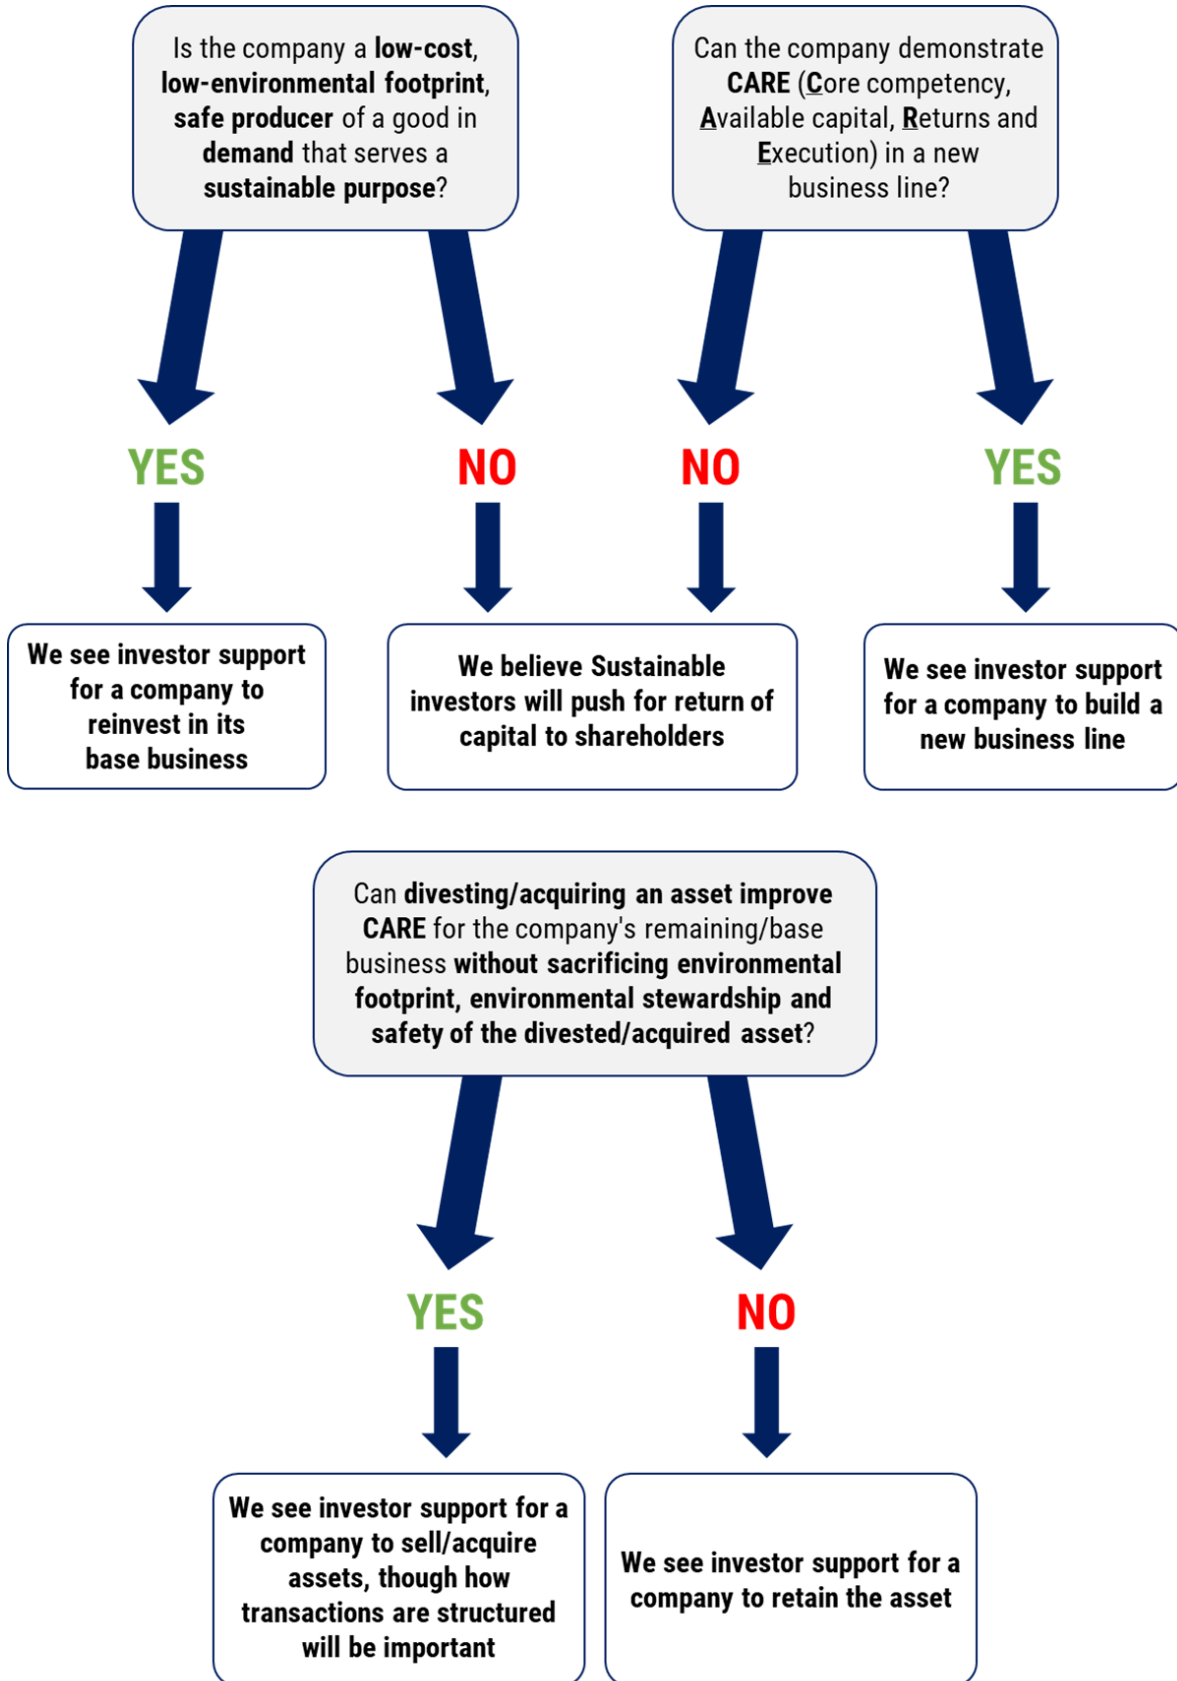 Is the company a low-cost,
low-environmental footprint,
safe producer of a good in
demand that serves a
sustainable purpose?
Can the company demonstrate
CARE (Core competency,
Available capital, Returns and
Execution) in a new
business line?
YES
NO
NO
YES
We see investor support
for a company to
reinvest in its
base business
We believe Sustainable
investors will push for return of
capital to shareholders
We see investor support
for a company to build a
new business line
Can divesting/acquiring an asset improve
CARE for the company's remaining/base
business without sacrificing environmental
footprint, environmental stewardship and
safety of the divested/acquired asset?
YES
NO
We see investor support for a
company to sell/acquire
assets, though how
transactions are structured
will be important
We see investor support for a
company to retain the asset